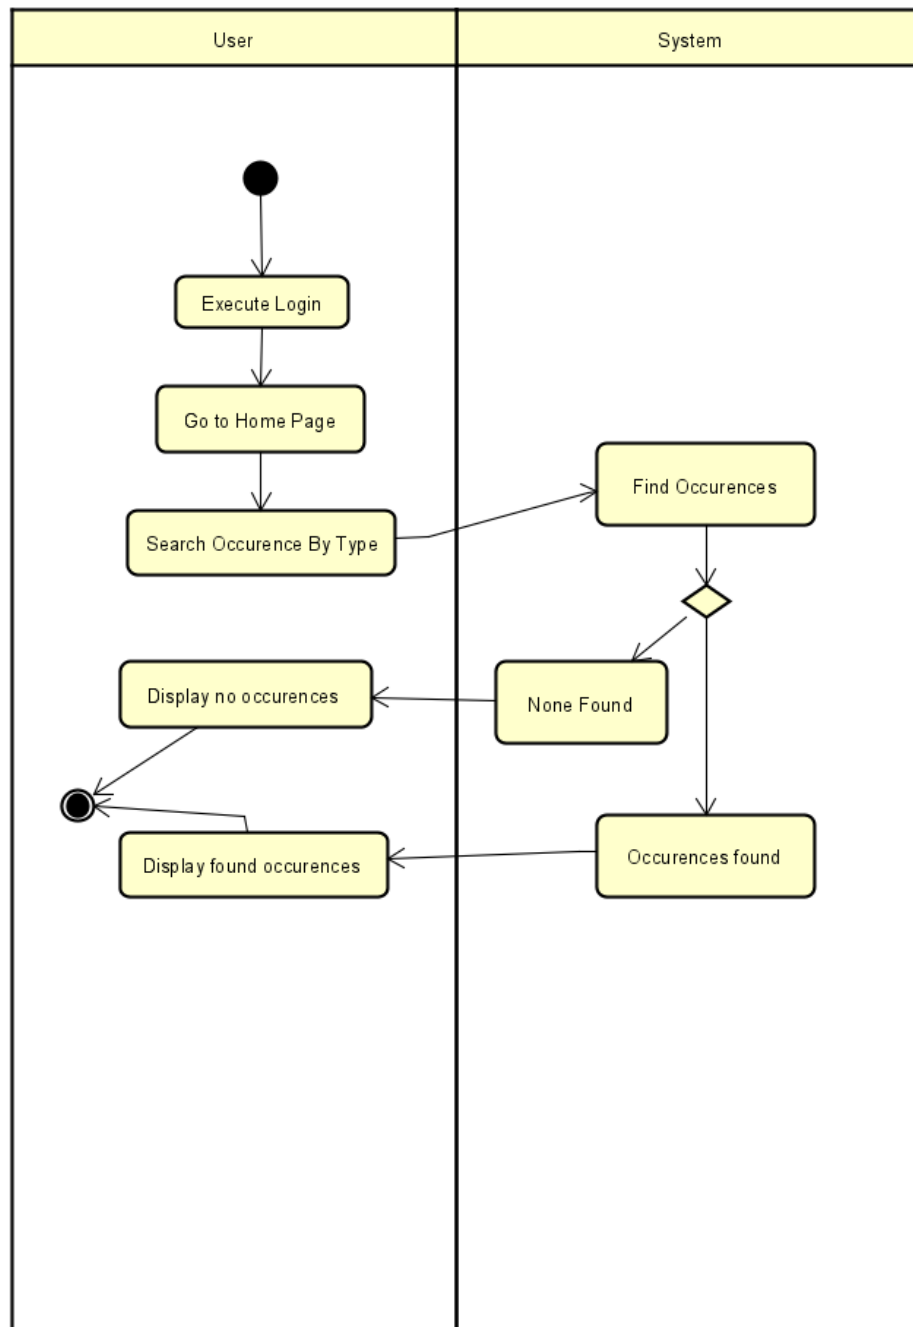 User
System
Execute Login
Go to Home Page
Find Occurences
Search Occurence By Type
Display no occurences
None Found
Display found occurences
Occurences found